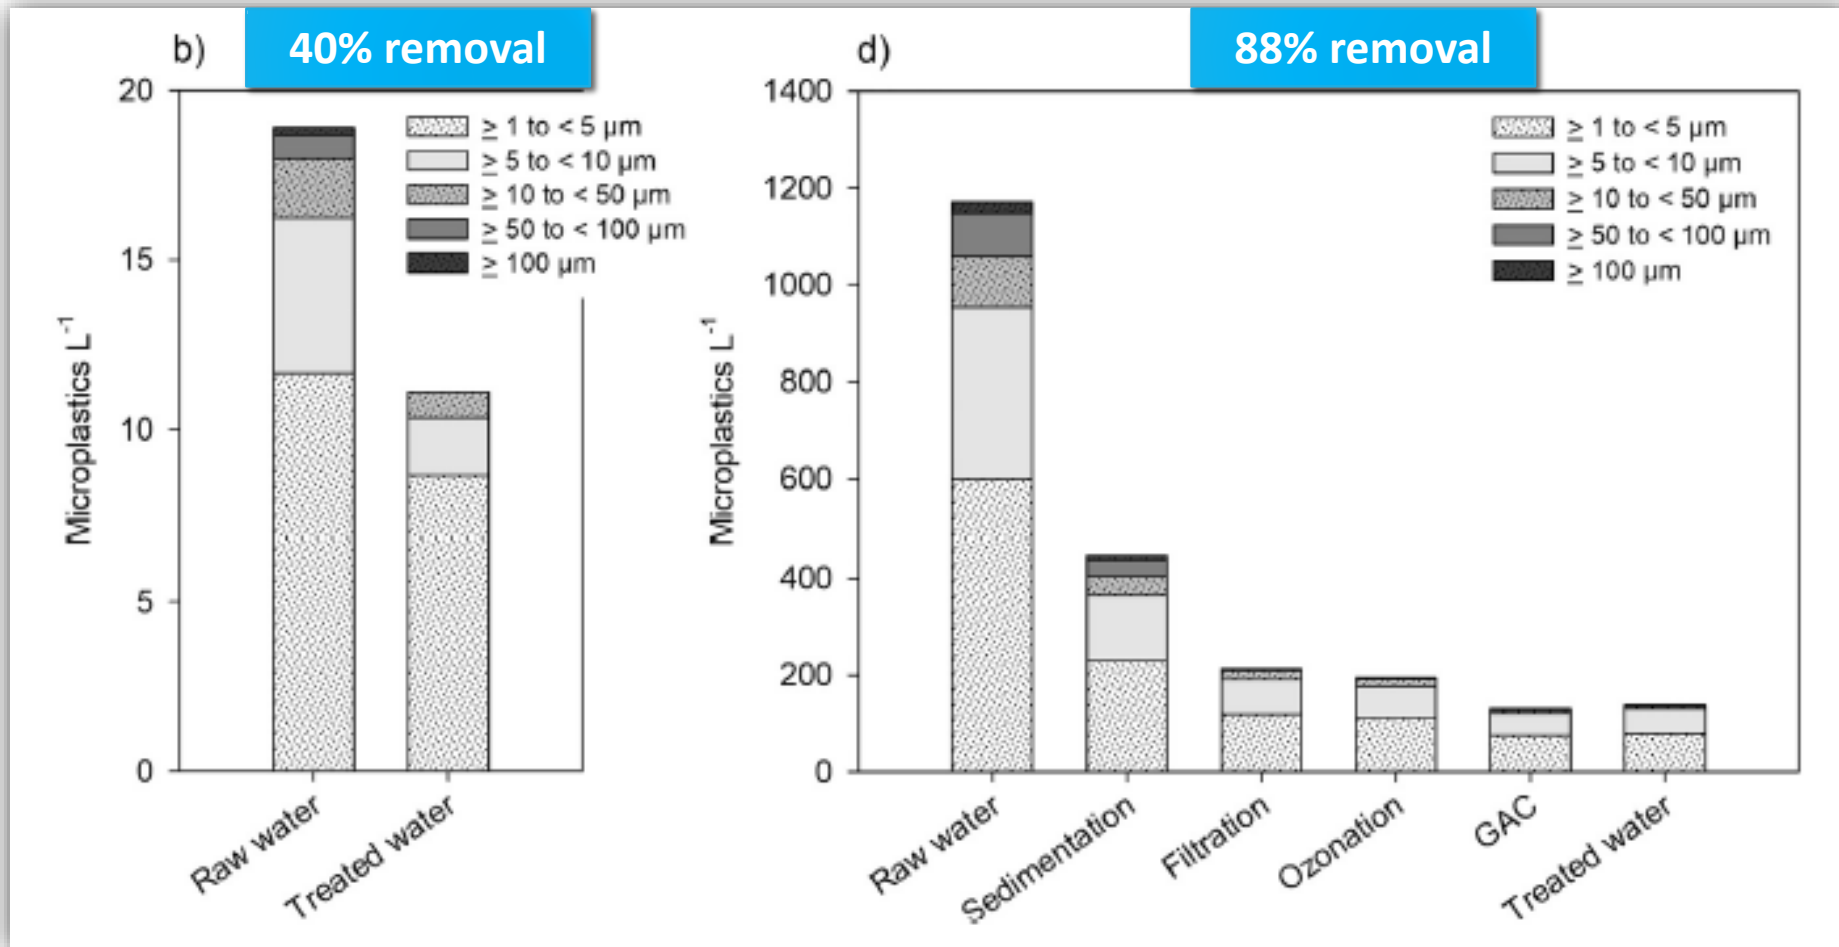 b)
40% removal
20
15
10
5
0
Microplastics L⁻¹
≥ 1 to < 5 µm
≥ 5 to < 10 µm
≥ 10 to < 50 µm
≥ 50 to < 100 µm
≥ 100 µm
Raw water
Treated water
d)
88% removal
1400
1200
1000
800
600
400
200
0
Microplastics L⁻¹
≥ 1 to < 5 µm
≥ 5 to < 10 µm
≥ 10 to < 50 µm
≥ 50 to < 100 µm
≥ 100 µm
Raw water
Sedimentation
Filtration
Ozonation
GAC
Treated water